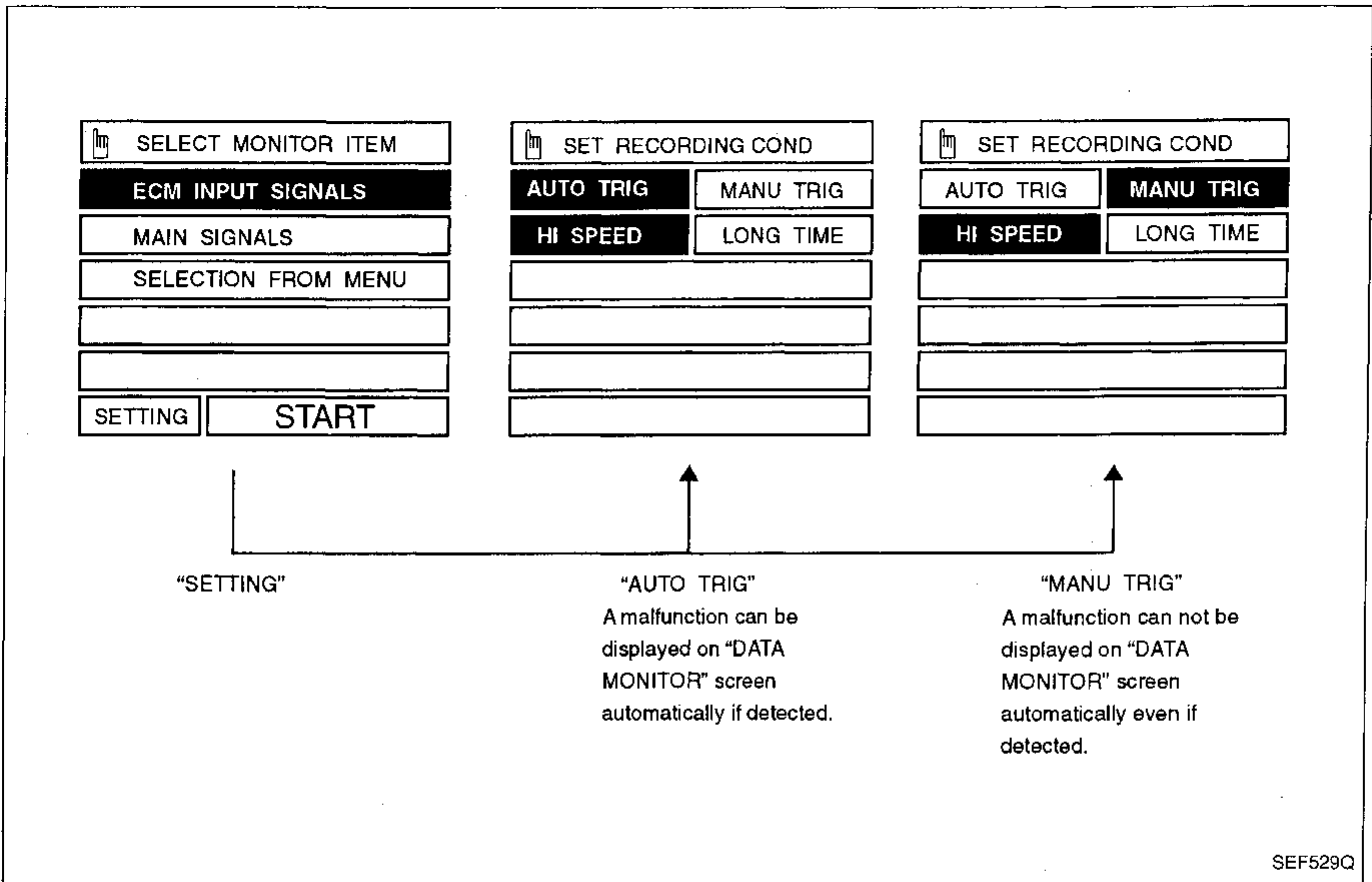 SELECT MONITOR ITEM
ECM INPUT SIGNALS
MAIN SIGNALS
SELECTION FROM MENU
SETTING
START
SET RECORDING COND
AUTO TRIG
MANU TRIG
HI SPEED
LONG TIME
SET RECORDING COND
AUTO TRIG
MANU TRIG
HI SPEED
LONG TIME
"SETTING"
"AUTO TRIG"
A malfunction can be
displayed on "DATA
MONITOR" screen
automatically if detected.
"MANU TRIG"
A malfunction can not be
displayed on "DATA
MONITOR" screen
automatically even if
detected.
SEF529Q